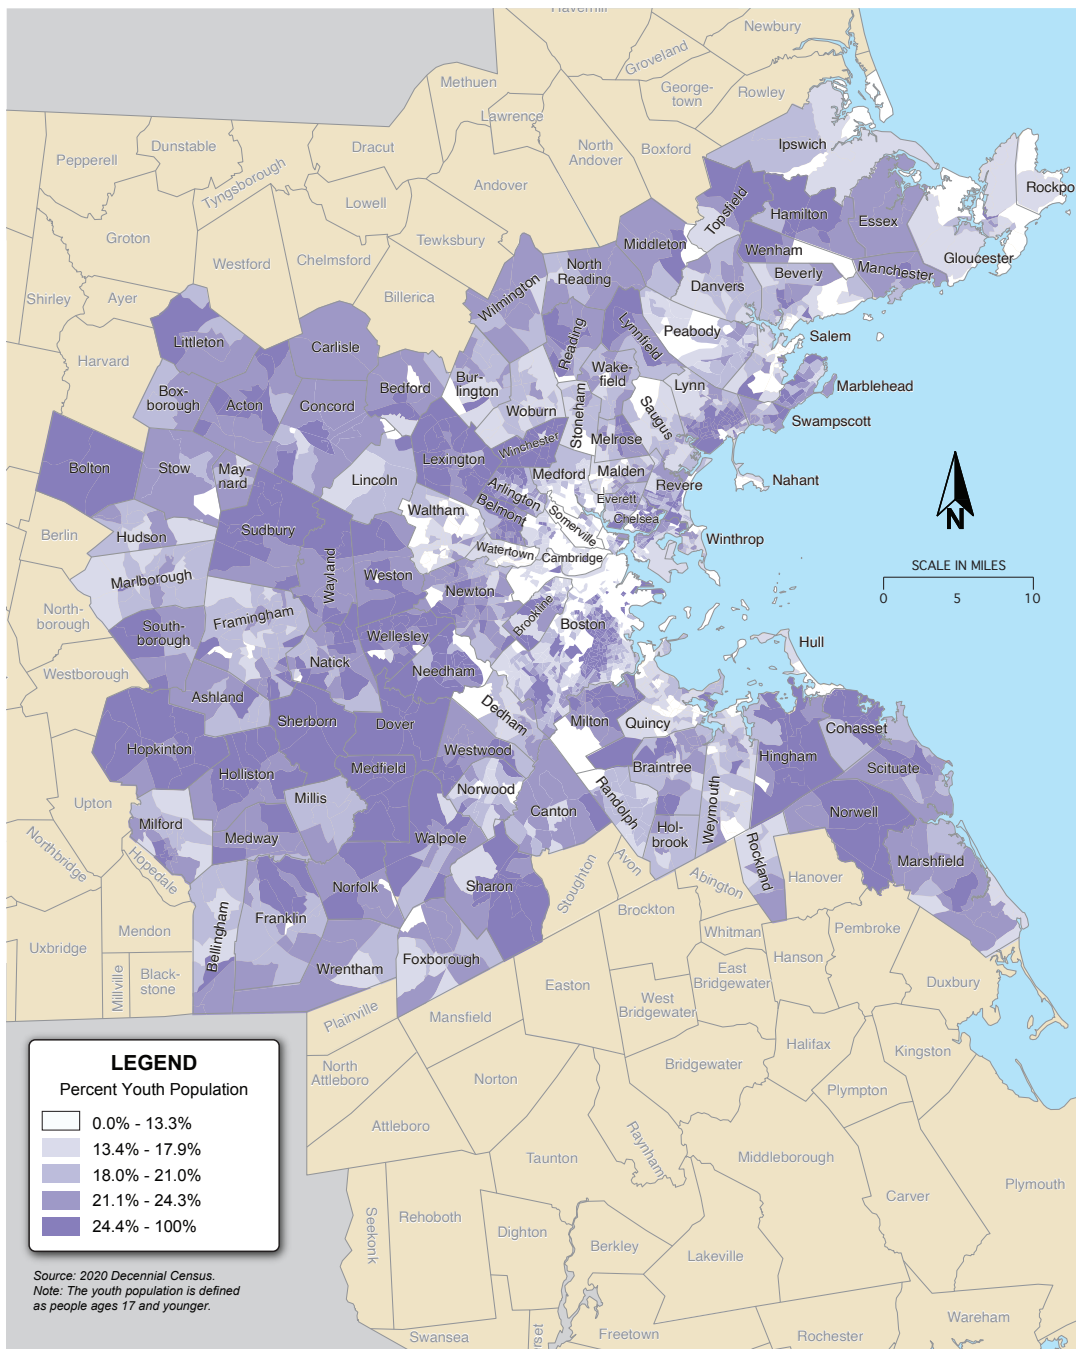 Haverhill
Newbury
Groveland
Methuen
George-
town
Rowley
Lawrence
Dunstable
Dracut
North
Andover
Boxford
Ipswich
Pepperell
Tyngsborough
Andover
Rockpo
Lowell
Topsfield
Hamilton
Essex
Groton
Tewksbury
Middleton
Westford
Chelmsford
Wenham
Gloucester
North
Reading
Beverly
Manchester
Billerica
Danvers
Shirley
Ayer
Wilmington
Salem
Littleton
Carlisle
Reading
Lynnfield
Peabody
Harvard
Wake-
field
Bedford
Bur-
lington
Lynn
Marblehead
Box-
borough
Acton
Concord
Woburn
Stoneham
Saugus
Swampscott
Winchester
Melrose
Bolton
Stow
May-
nard
Lexington
Medford
Malden
Lincoln
Arlington
Revere
Nahant
Waltham
Belmont
Everett
Somerville
Chelsea
N
Berlin
Hudson
Sudbury
Winthrop
Watertown
Cambridge
SCALE IN MILES
0
5
10
Marlborough
Wayland
Weston
Newton
North-
borough
Framingham
Brookline
Boston
South-
borough
Wellesley
Hull
Natick
Needham
Westborough
Ashland
Sherborn
Dover
Dedham
Milton
Quincy
Cohasset
Hopkinton
Westwood
Hingham
Holliston
Medfield
Braintree
Scituate
Upton
Millis
Norwood
Randolph
Weymouth
Milford
Medway
Walpole
Canton
Hol-
brook
Norwell
Northbridge
Hopedale
Rockland
Marshfield
Norfolk
Sharon
Stoughton
Avon
Abington
Hanover
Bellingham
Franklin
Brockton
Mendon
Whitman
Pembroke
Uxbridge
Wrentham
Foxborough
Hanson
Millville
Black-
stone
East
Bridgewater
Duxbury
Easton
West
Bridgewater
Plainville
Mansfield
Halifax
Kingston
North
Attleboro
Norton
Bridgewater
Plympton
Attleboro
Raynham
Taunton
Middleborough
Plymouth
Carver
Seekonk
Rehoboth
Dighton
Berkley
Lakeville
Wareham
Swansea
erset
Freetown
Rochester
LEGEND
Percent Youth Population
0.0% - 13.3%
13.4% - 17.9%
18.0% - 21.0%
21.1% - 24.3%
24.4% - 100%
Source: 2020 Decennial Census.
Note: The youth population is defined
as people ages 17 and younger.